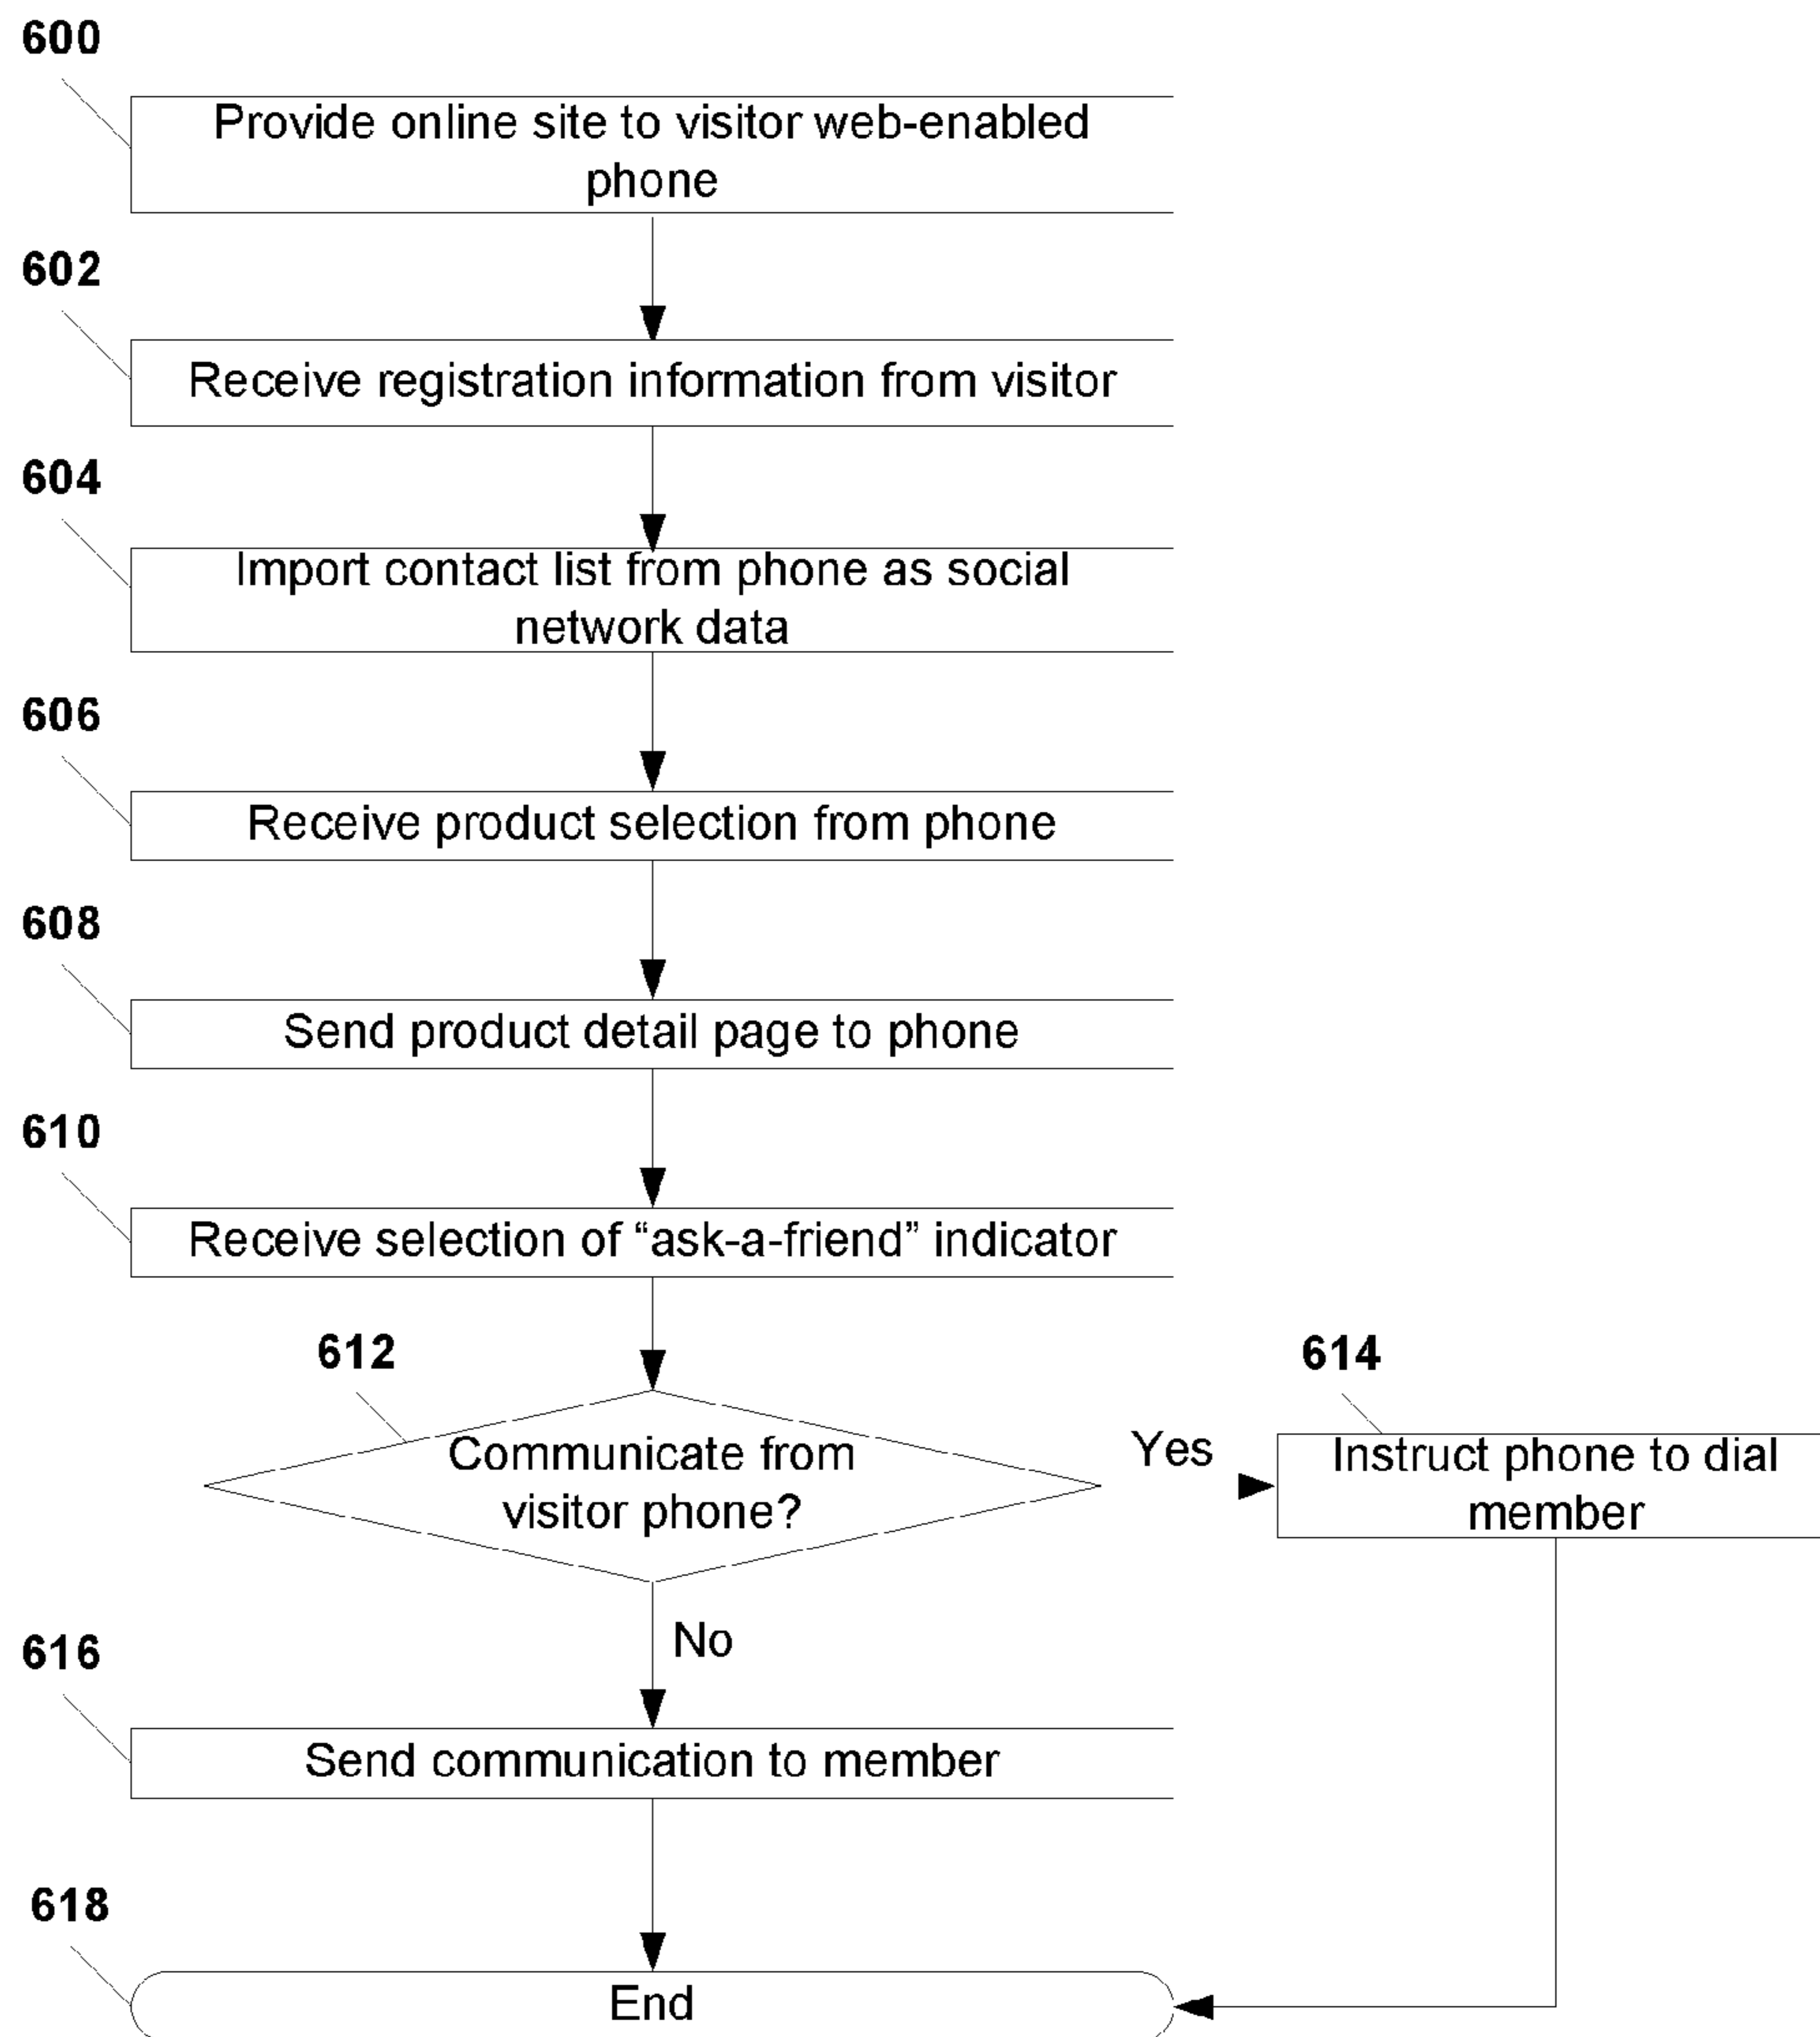 600
Provide online site to visitor web-enabled
phone
602
Receive registration information from visitor
604
Import contact list from phone as social
network data
606
Receive product selection from phone
608
Send product detail page to phone
610
Receive selection of “ask-a-friend” indicator
612
Communicate from
visitor phone?
Yes
614
Instruct phone to dial
member
No
616
Send communication to member
618
End